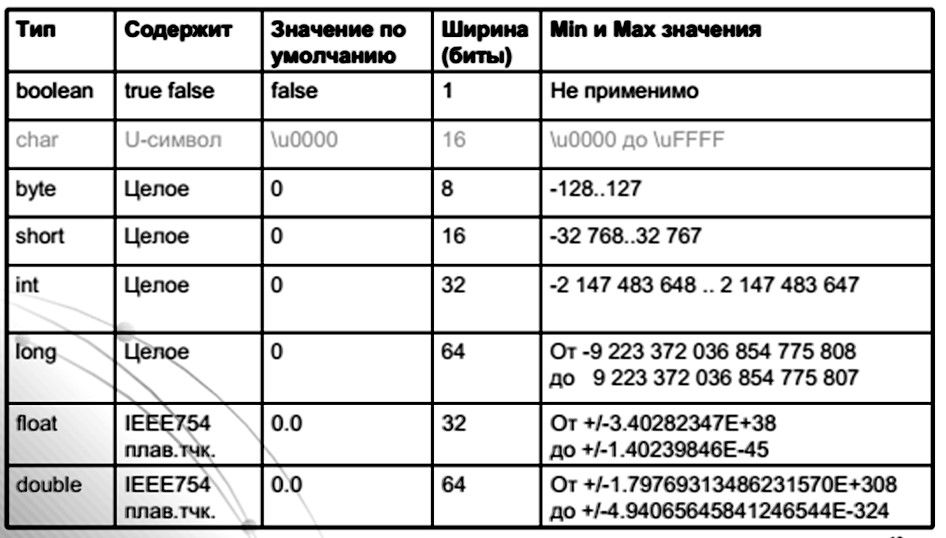 Тип Содержит Значение по умолчанию Ширина (биты) Min и Max значения
boolean true false false 1 Не применимо
char U-символ \u0000 16 \u0000 до \uFFFF
byte Целое 0 8 -128..127
short Целое 0 16 -32 768..32 767
int Целое 0 32 -2 147 483 648 .. 2 147 483 647
long Целое 0 64 От -9 223 372 036 854 775 808
до 9 223 372 036 854 775 807
float IEEE754 плав.тчк. 0.0 32 От +/-3.40282347E+38
до +/-1.40239846E-45
double IEEE754 плав.тчк. 0.0 64 От +/-1.79769313486231570E+308
до +/-4.94065645841246544E-324